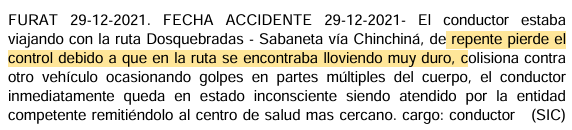 FURAT 29-12-2021. FECHA ACCIDENTE 29-12-2021- El conductor estaba
viajando con la ruta Dosquebradas - Sabaneta vía Chinchiná, de repente pierde el
control debido a que en la ruta se encontraba lloviendo muy duro, colisiona contra
otro vehículo ocasionando golpes en partes múltiples del cuerpo, el conductor
inmediatamente queda en estado inconsciente siendo atendido por la entidad
competente remitiéndolo al centro de salud mas cercano. cargo: conductor (SIC)